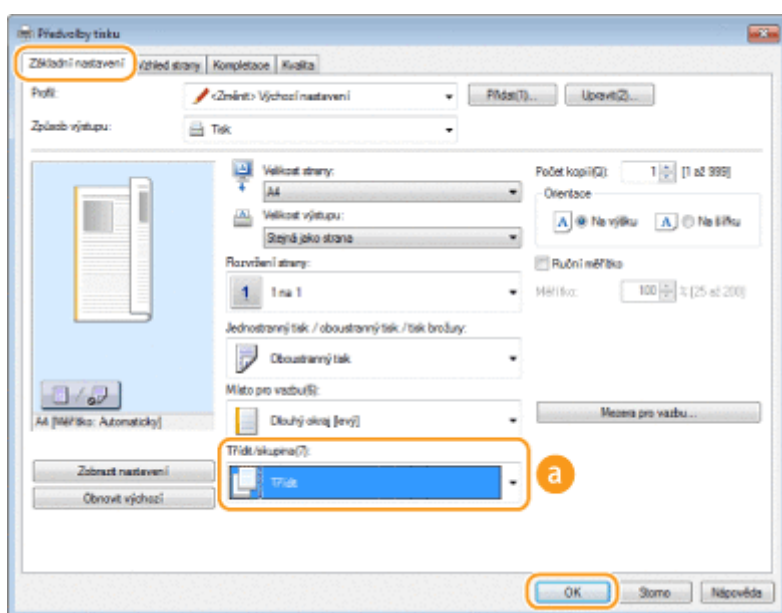 Předvolby tisku
Základní nastavení Vzhled strany Kompletace Kvalita
Profil: <Změnit> Výchozí nastavení Přidat(1)... Upravit(2)...
Způsob výstupu: Tisk
Velikost strany:
A4
Velikost výstupu:
Stejná jako strana
Rozvržení strany:
1 1 na 1
Jednostranný tisk / oboustranný tisk / tisk brožury:
Oboustranný tisk
Místo pro vazbu(6):
Dlouhý okraj [levý]
Třídit/skupina(7):
Třídit
a
Počet kopií(Q): 1 [1 až 999]
Orientace
A Na výšku A Na šířku
Ruční měřítko
Měřítko: 100 % [25 až 200]
Mezera pro vazbu...
A4 [Měřítko: Automaticky]
Zobrazit nastavení
Obnovit výchozí
OK Storno Nápověda